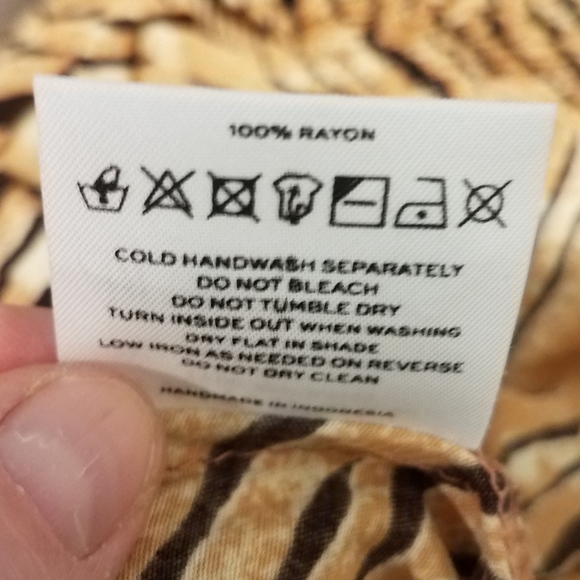 100% RAYON
COLD HANDWASH SEPARATELY
DO NOT BLEACH
DO NOT TUMBLE DRY
TURN INSIDE OUT WHEN WASHING
DRY FLAT IN SHADE
LOW IRON AS NEEDED ON REVERSE
DO NOT DRY CLEAN
HANDMADE IN INDONESIA